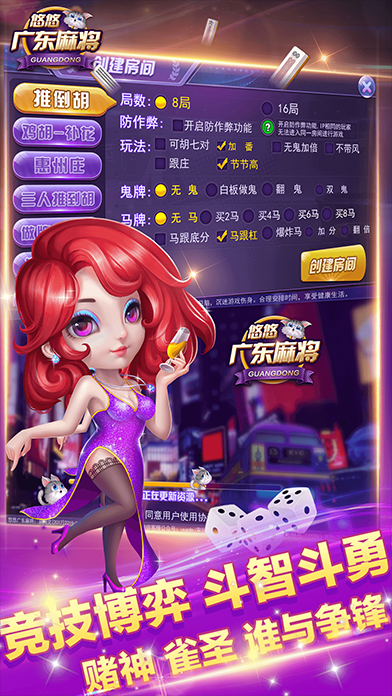 悠悠
广东麻将
GUANGDONG
创建房间
推倒胡
鸡胡-补花
惠州庄
三人推倒胡
局数： 8局 16局
防作弊： 开启防作弊功能 ? 开启防作弊功能, IP相同的玩家
无法进入同一房间进行游戏
玩法： 可胡七对 加番 无鬼加倍 不带风
跟庄 节节高
鬼牌： 无鬼 白板做鬼 翻鬼 双鬼
马牌： 无马 买2马 买4马 买6马 买8马
马跟底分 马跟杠 爆炸马 加分 翻倍
创建房间
沉迷游戏伤身，合理安排时间，享受健康生活。
悠悠
广东麻将
GUANGDONG
正在更新资源
同意用户使用协
竞技博弈 斗智斗勇
赌神 雀圣 谁与争锋